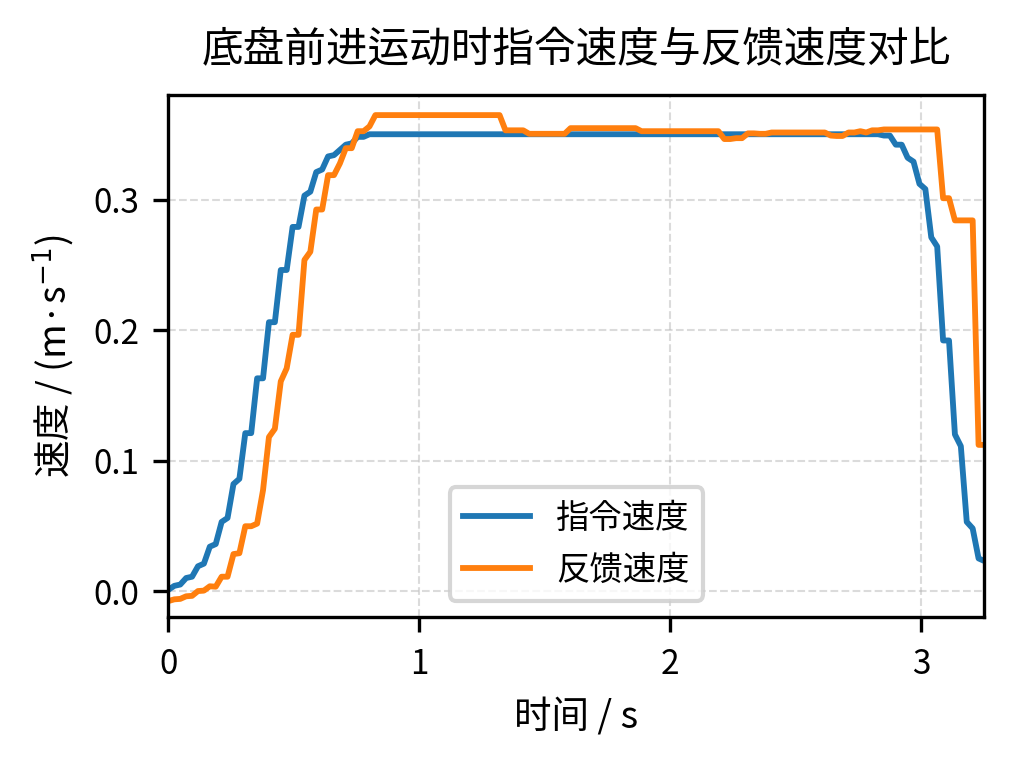 底盘前进运动时指令速度与反馈速度对比
速度 / (m·s⁻¹)
0.3
0.2
0.1
0.0
指令速度
反馈速度
0 1 2 3
时间 / s